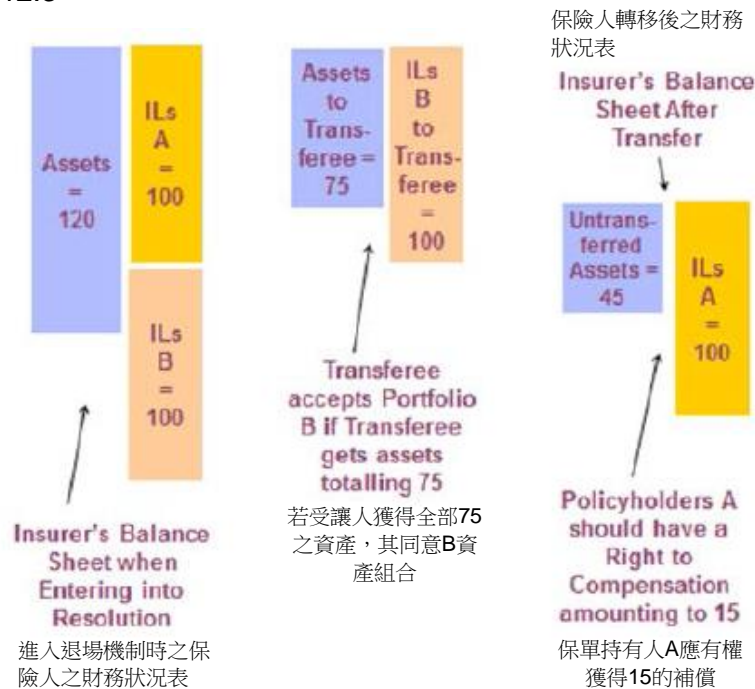 Assets
=
120
ILs
A
=
100
ILs
B
=
100
Insurer's Balance
Sheet when
Entering into
Resolution
進入退場機制時之保
險人之財務狀況表
Assets
to
Trans-
feree =
75
ILs
B
to
Trans-
feree
=
100
Transferee
accepts Portfolio
B if Transferee
gets assets
totalling 75
若受讓人獲得全部75
之資產，其同意B資
產組合
保險人轉移後之財務
狀況表
Insurer's Balance
Sheet After
Transfer
Untrans-
ferred
Assets =
45
ILs
A
=
100
Policyholders A
should have a
Right to
Compensation
amounting to 15
保單持有人A應有權
獲得15的補償